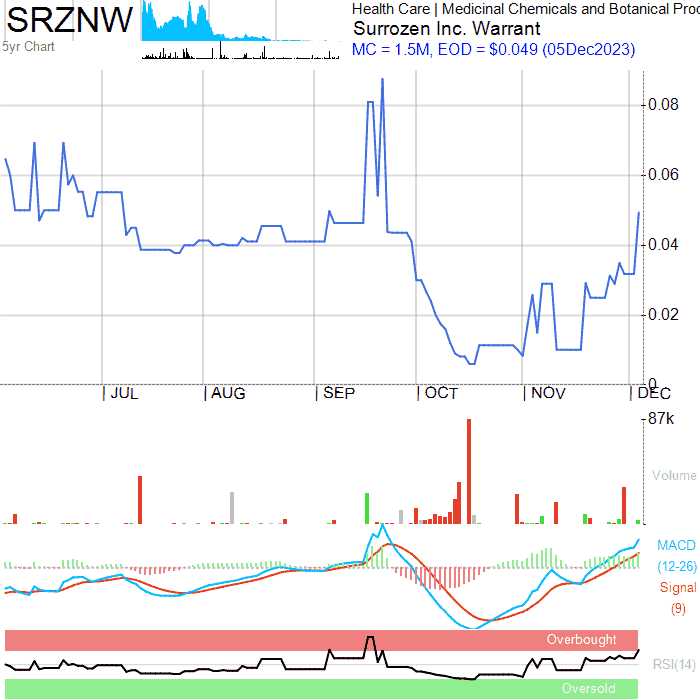 SRZNW
5yr Chart
Health Care | Medicinal Chemicals and Botanical Prod
Surrozen Inc. Warrant
MC = 1.5M, EOD = $0.049 (05Dec2023)
0.08
0.06
0.04
0.02
0
| JUL | AUG | SEP | OCT | NOV | DEC
87k
Volume
MACD
(12-26)
Signal
(9)
Overbought
RSI(14)
Oversold